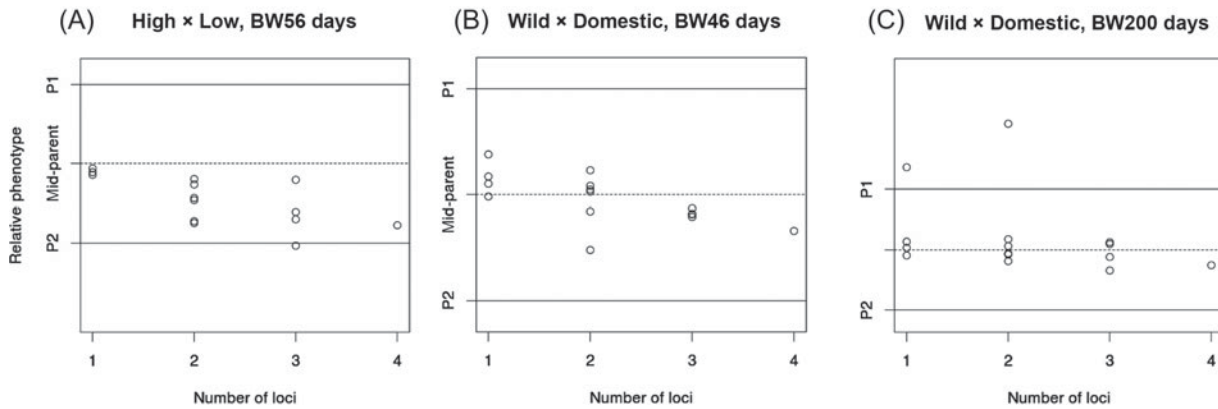 (A) High × Low, BW56 days
Relative phenotype
P1
Mid-parent
P2
1 2 3 4
Number of loci
(B) Wild × Domestic, BW46 days
P1
Mid-parent
P2
1 2 3 4
Number of loci
(C) Wild × Domestic, BW200 days
P1
P2
1 2 3 4
Number of loci